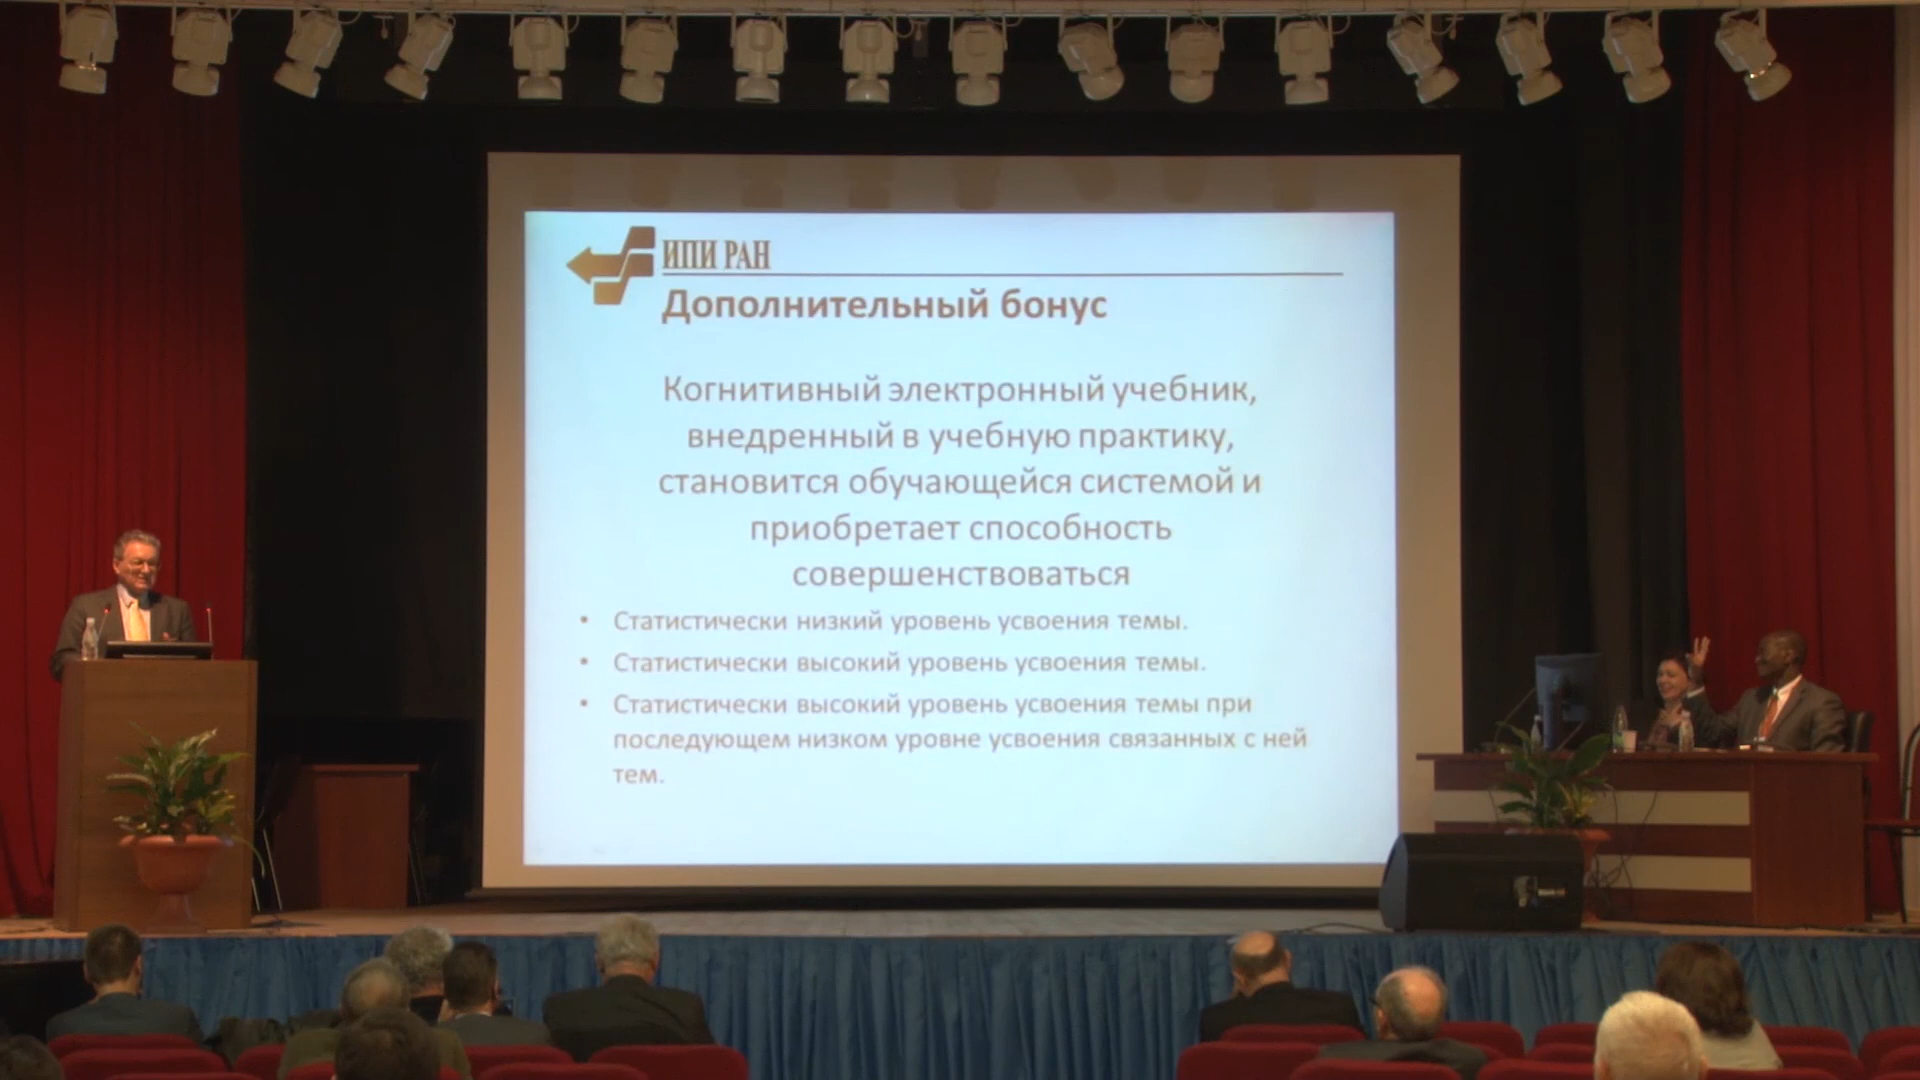 ИПИ РАН
Дополнительный бонус
Когнитивный электронный учебник,
внедренный в учебную практику,
становится обучающейся системой и
приобретает способность
совершенствоваться
• Статистически низкий уровень усвоения темы.
• Статистически высокий уровень усвоения темы.
• Статистически высокий уровень усвоения темы при
последующем низком уровне усвоения связанных с ней
тем.